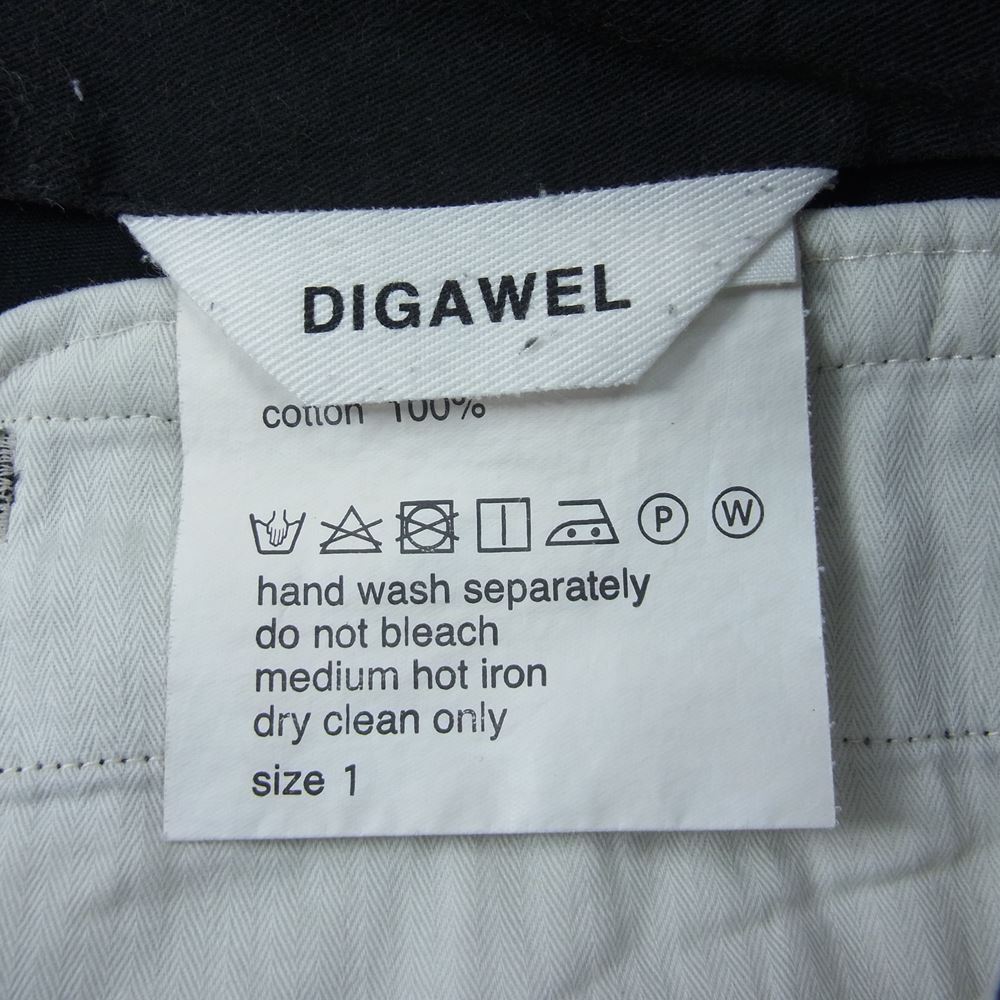 DIGAWEL
cotton 100%
P W
hand wash separately
do not bleach
medium hot iron
dry clean only
size 1